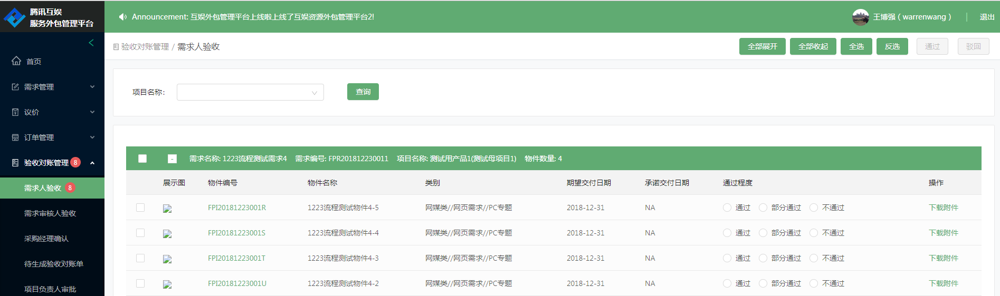 腾讯互娱
服务外包管理平台
Announcement: 互娱外包管理平台上线啦上线了互娱资源外包管理平台2!
王博强 ( warrenwang )
退出
首页
需求管理
议价
订单管理
验收对账管理 8
需求人验收 8
需求审核人验收
采购经理确认
待生成验收对账单
项目负责人审批
验收对账管理 / 需求人验收
全部展开 全部收起 全选 反选 通过 驳回
项目名称: 查询
- 需求名称: 1223流程测试需求4 需求编号: FPR201812230011 项目名称: 测试用产品1(测试母项目1) 物件数量: 4
展示图 物件编号 物件名称 类别 期望交付日期 承诺交付日期 通过程度 操作
FPI20181223001R 1223流程测试物件4-5 网媒类//网页需求//PC专题 2018-12-31 NA 通过 部分通过 不通过 下载附件
FPI20181223001S 1223流程测试物件4-4 网媒类//网页需求//PC专题 2018-12-31 NA 通过 部分通过 不通过 下载附件
FPI20181223001T 1223流程测试物件4-3 网媒类//网页需求//PC专题 2018-12-31 NA 通过 部分通过 不通过 下载附件
FPI20181223001U 1223流程测试物件4-2 网媒类//网页需求//PC专题 2018-12-31 NA 通过 部分通过 不通过 下载附件